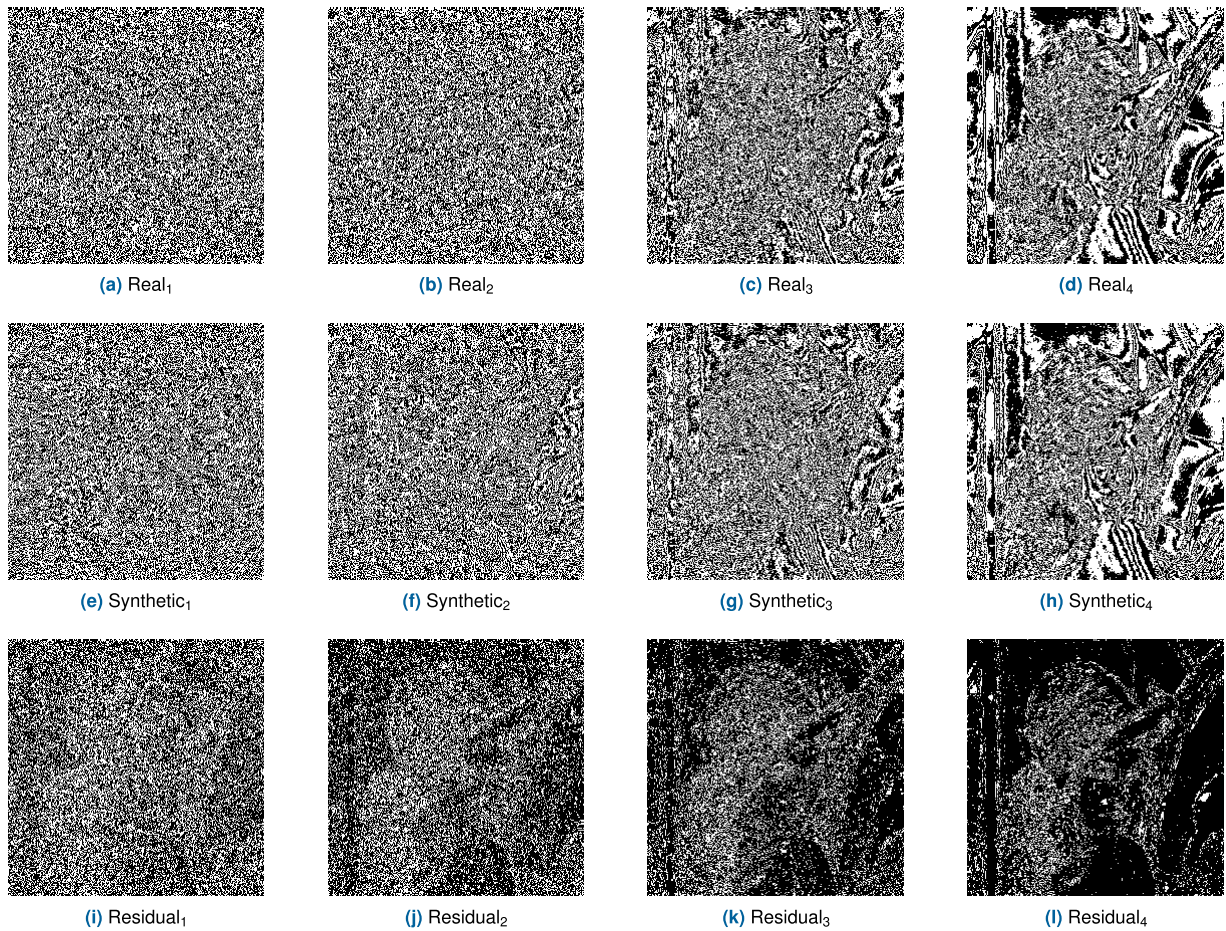 (a) Real₁
(b) Real₂
(c) Real₃
(d) Real₄
(e) Synthetic₁
(f) Synthetic₂
(g) Synthetic₃
(h) Synthetic₄
(i) Residual₁
(j) Residual₂
(k) Residual₃
(l) Residual₄